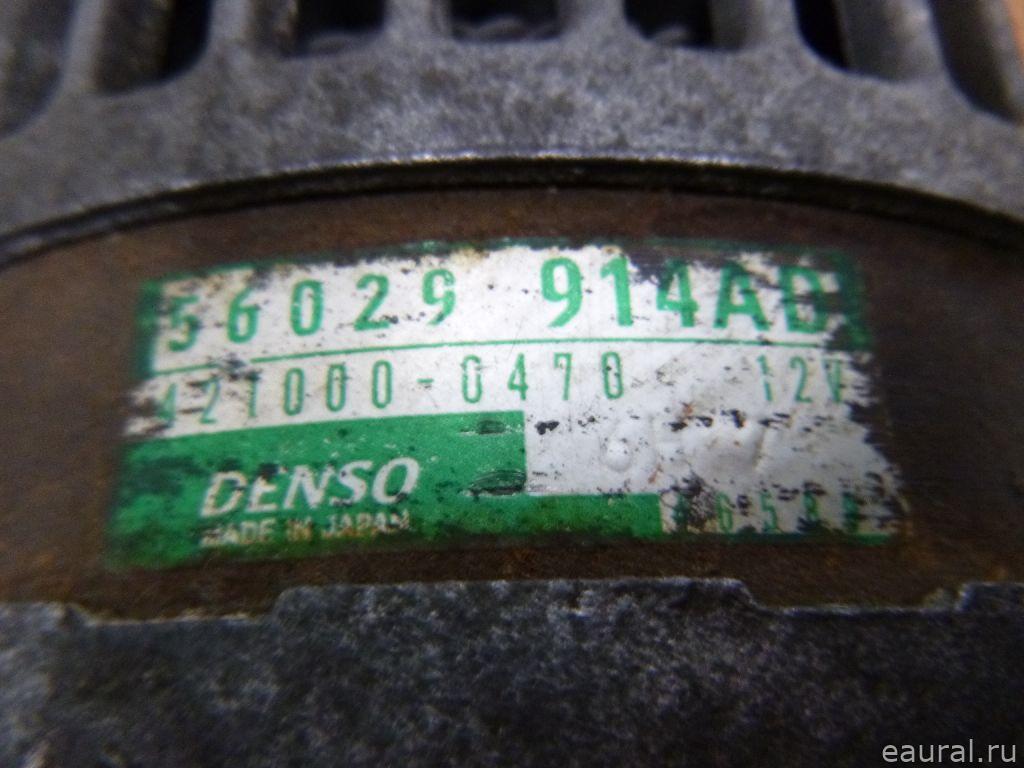 56029 914AD
421000-0470 12V
DENSO
MADE IN JAPAN
eaural.ru